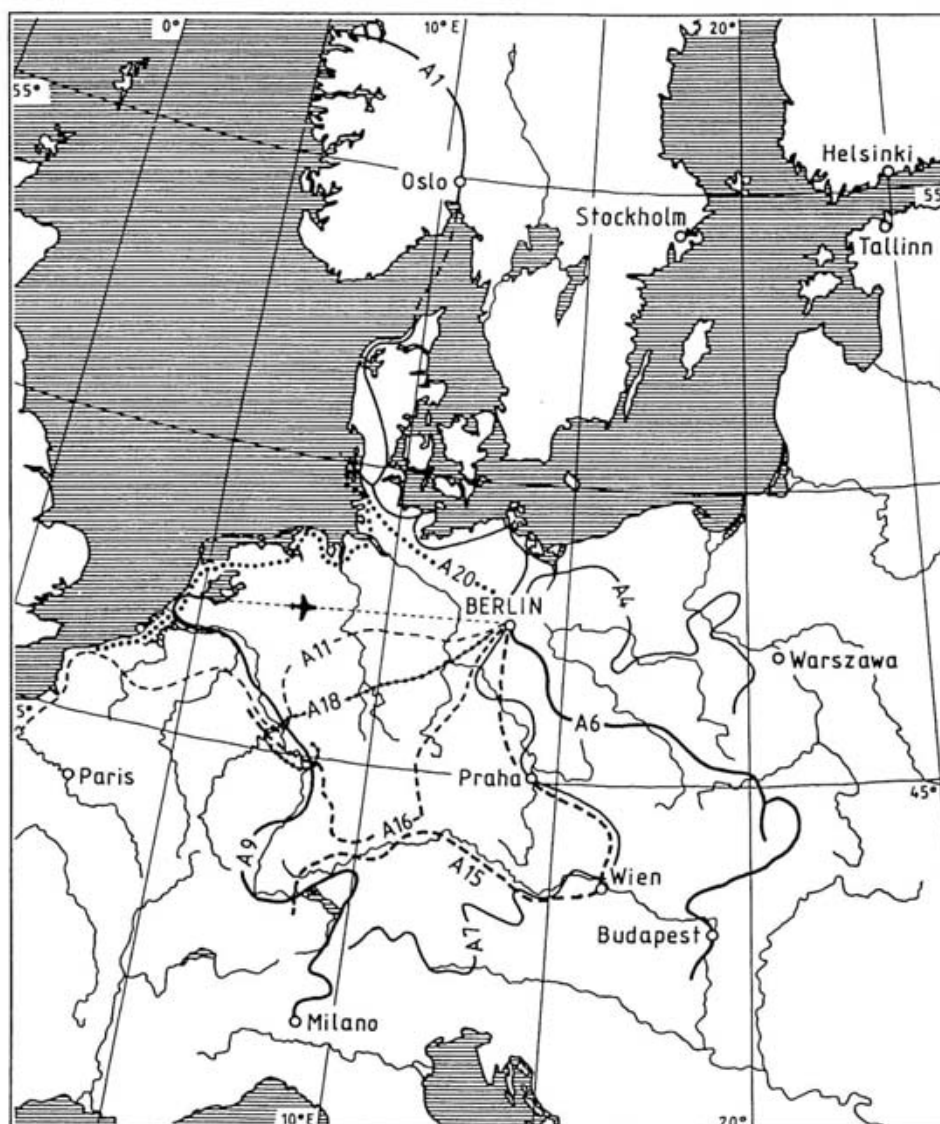 0°
10° E
20°
55°
A1
Helsinki
Oslo
55
Stockholm
Tallinn
A20
BERLIN
A4
A11
Warszawa
A18
A6
5°
Paris
Praha
45°
A16
A9
A15
Wien
A17
Budapest
Milano
10° E
20°